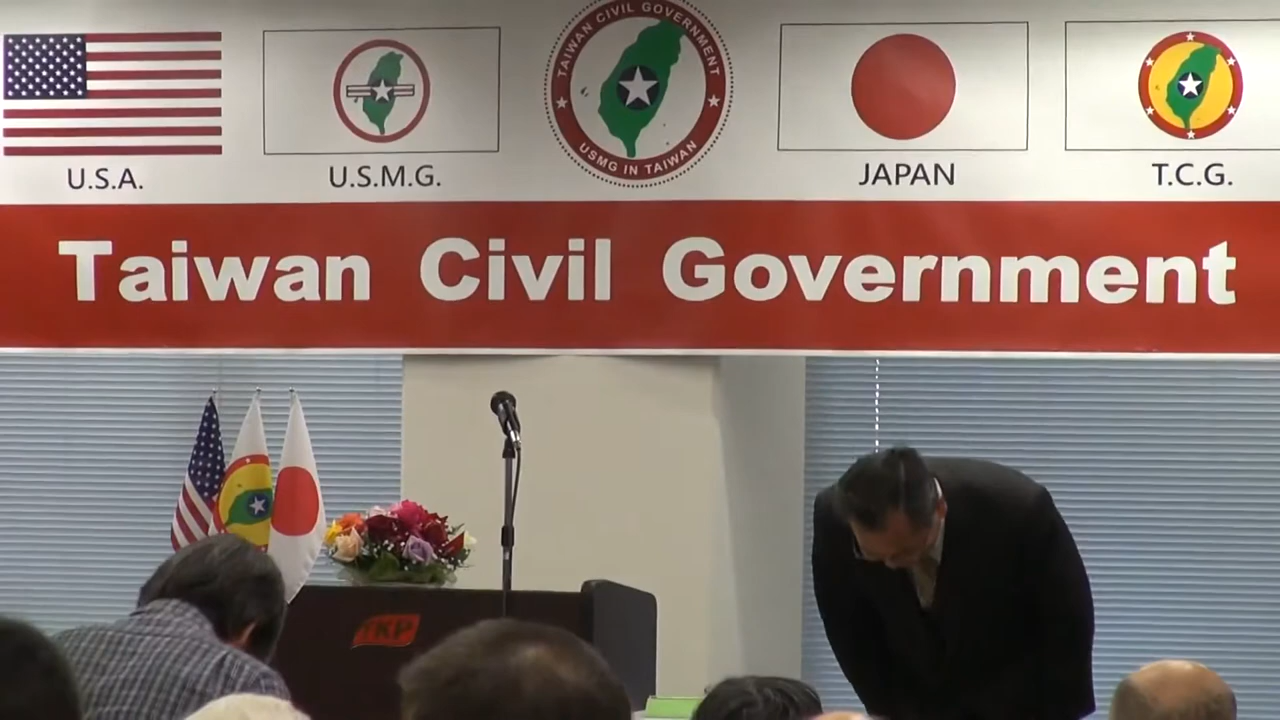 TAIWAN CIVIL GOVERNMENT
USMG IN TAIWAN
U.S.A.
U.S.M.G.
JAPAN
T.C.G.
Taiwan Civil Government
TKP